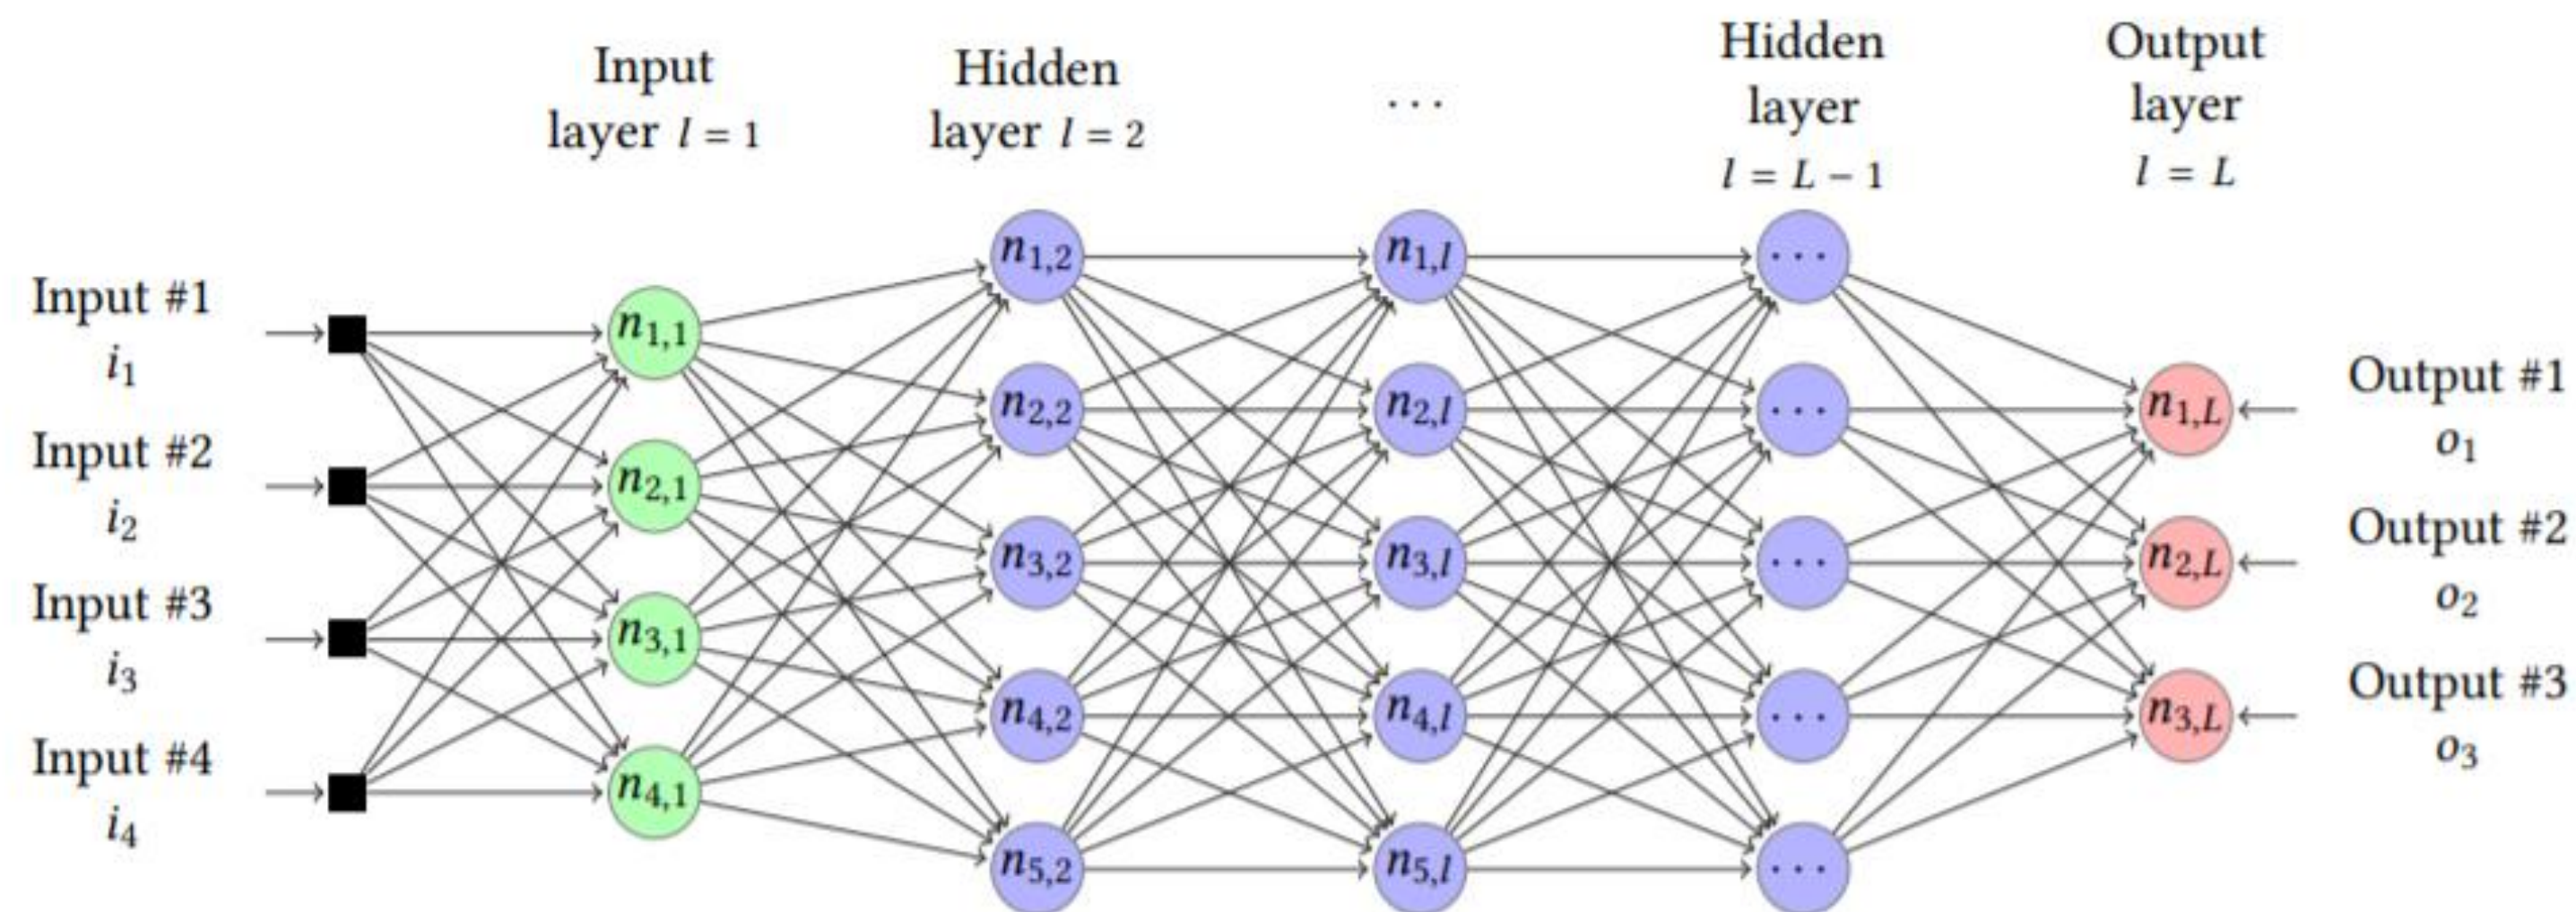 Input
layer l = 1
Hidden
layer l = 2
...
Hidden
layer
l = L − 1
Output
layer
l = L
Input #1
i₁
Input #2
i₂
Input #3
i₃
Input #4
i₄
n₁,₁
n₂,₁
n₃,₁
n₄,₁
n₁,₂
n₂,₂
n₃,₂
n₄,₂
n₅,₂
n₁,l
n₂,l
n₃,l
n₄,l
n₅,l
...
...
...
...
...
n₁,L
n₂,L
n₃,L
Output #1
o₁
Output #2
o₂
Output #3
o₃